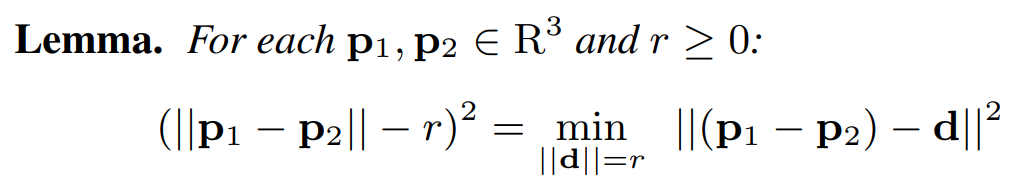 Lemma. For each p₁, p₂ ∈ R³ and r ≥ 0:
(||p₁ − p₂|| − r)² = min ||(p₁ − p₂) − d||²
||d||=r